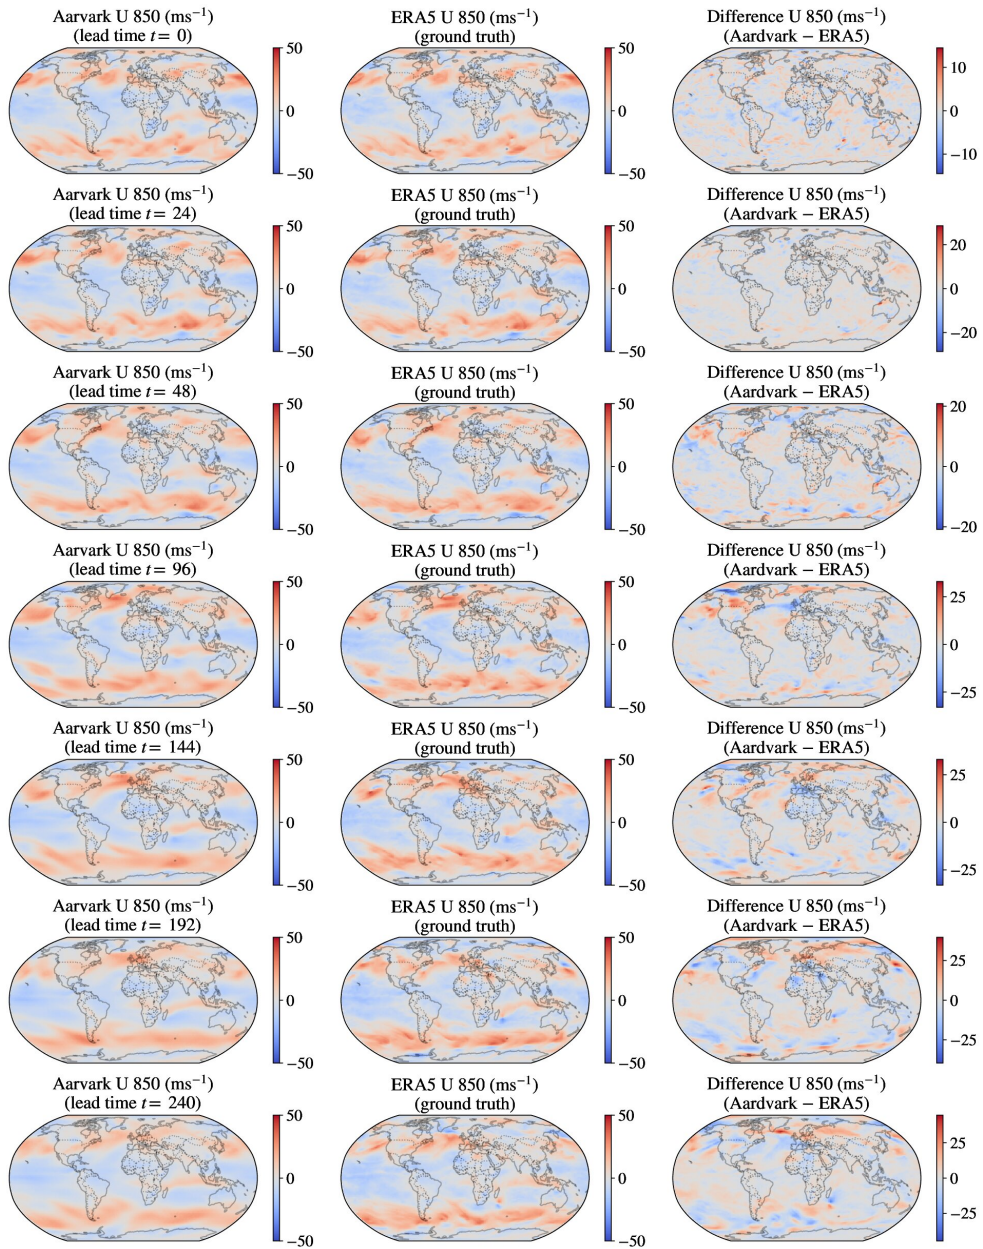 Aarvark U 850 (ms⁻¹)
(lead time t = 0)
50
0
−50
ERA5 U 850 (ms⁻¹)
(ground truth)
50
0
−50
Difference U 850 (ms⁻¹)
(Aardvark − ERA5)
10
0
−10
Aarvark U 850 (ms⁻¹)
(lead time t = 24)
50
0
−50
ERA5 U 850 (ms⁻¹)
(ground truth)
50
0
−50
Difference U 850 (ms⁻¹)
(Aardvark − ERA5)
20
0
−20
Aarvark U 850 (ms⁻¹)
(lead time t = 48)
50
0
−50
ERA5 U 850 (ms⁻¹)
(ground truth)
50
0
−50
Difference U 850 (ms⁻¹)
(Aardvark − ERA5)
20
0
−20
Aarvark U 850 (ms⁻¹)
(lead time t = 96)
50
0
−50
ERA5 U 850 (ms⁻¹)
(ground truth)
50
0
−50
Difference U 850 (ms⁻¹)
(Aardvark − ERA5)
25
0
−25
Aarvark U 850 (ms⁻¹)
(lead time t = 144)
50
0
−50
ERA5 U 850 (ms⁻¹)
(ground truth)
50
0
−50
Difference U 850 (ms⁻¹)
(Aardvark − ERA5)
25
0
−25
Aarvark U 850 (ms⁻¹)
(lead time t = 192)
50
0
−50
ERA5 U 850 (ms⁻¹)
(ground truth)
50
0
−50
Difference U 850 (ms⁻¹)
(Aardvark − ERA5)
25
0
−25
Aarvark U 850 (ms⁻¹)
(lead time t = 240)
50
0
−50
ERA5 U 850 (ms⁻¹)
(ground truth)
50
0
−50
Difference U 850 (ms⁻¹)
(Aardvark − ERA5)
25
0
−25